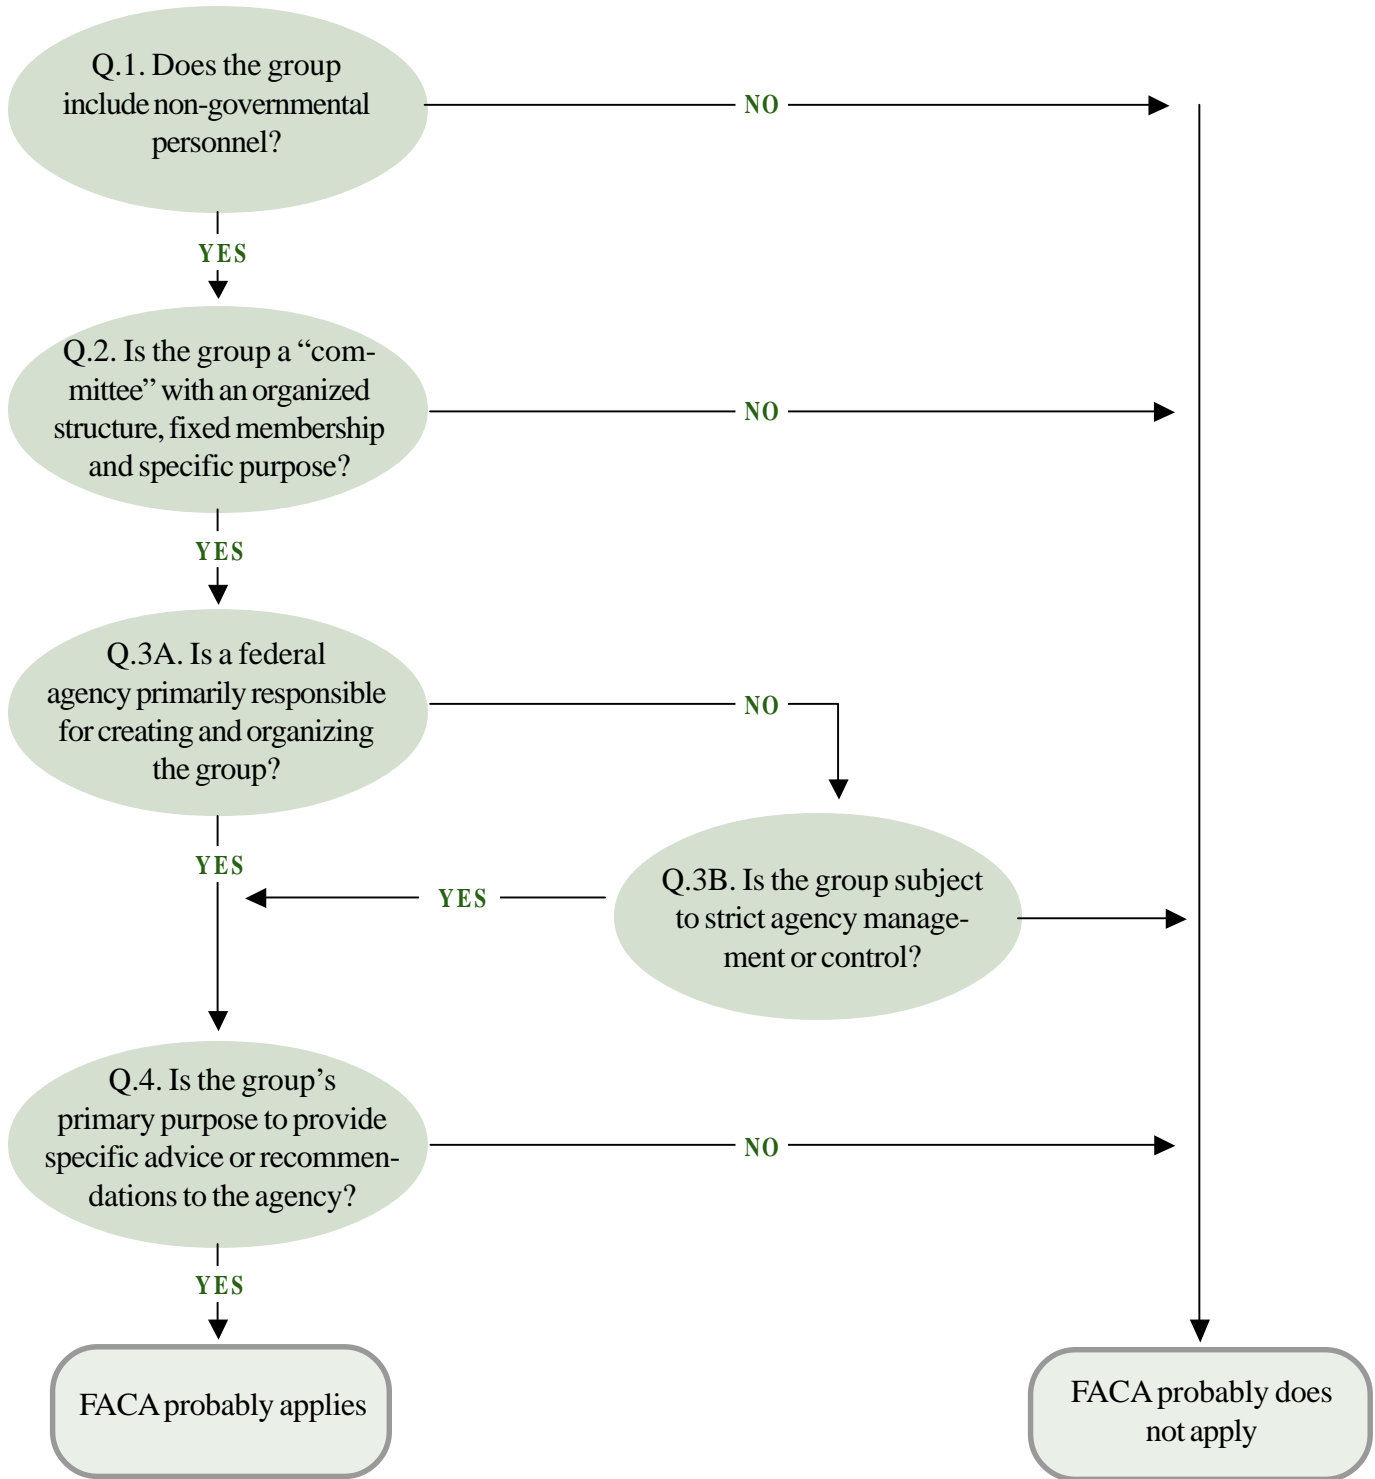 Q.1. Does the group
include non-governmental
personnel?
NO
YES
Q.2. Is the group a “com-
mittee” with an organized
structure, fixed membership
and specific purpose?
NO
YES
Q.3A. Is a federal
agency primarily responsible
for creating and organizing
the group?
NO
YES
Q.3B. Is the group subject
to strict agency manage-
ment or control?
YES
Q.4. Is the group’s
primary purpose to provide
specific advice or recommen-
dations to the agency?
NO
YES
FACA probably applies
FACA probably does
not apply